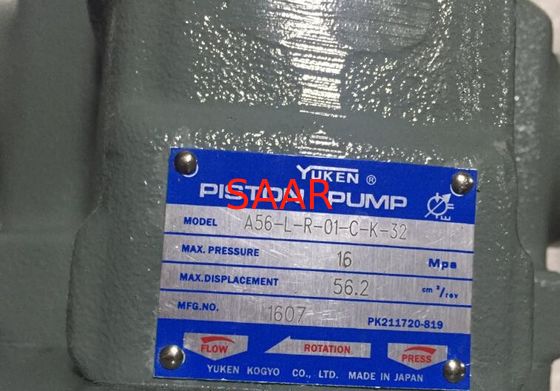 YUKEN ®
PISTON PUMP
SAAR
MODEL A56-L-R-01-C-K-32
MAX. PRESSURE 16 Mpa
MAX.DISPLACEMENT 56.2 cm³/rev
MFG.NO. 1607 PK211720-819
FLOW ROTATION PRESS
YUKEN KOGYO CO., LTD. MADE IN JAPAN